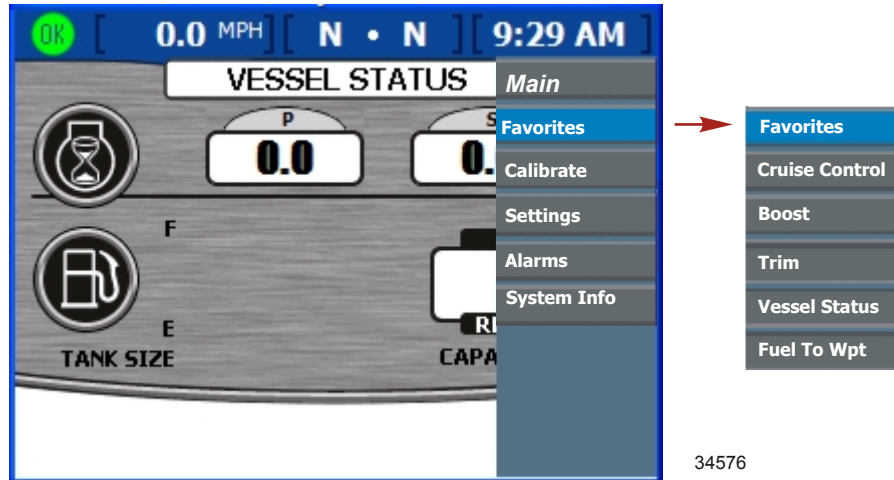 OK [ 0.0 MPH ] [ N • N ] [ 9:29 AM ]
VESSEL STATUS
P
0.0
S
0.
F
E
TANK SIZE
Main
Favorites
Calibrate
Settings
Alarms
System Info
Favorites
Cruise Control
Boost
Trim
Vessel Status
Fuel To Wpt
34576